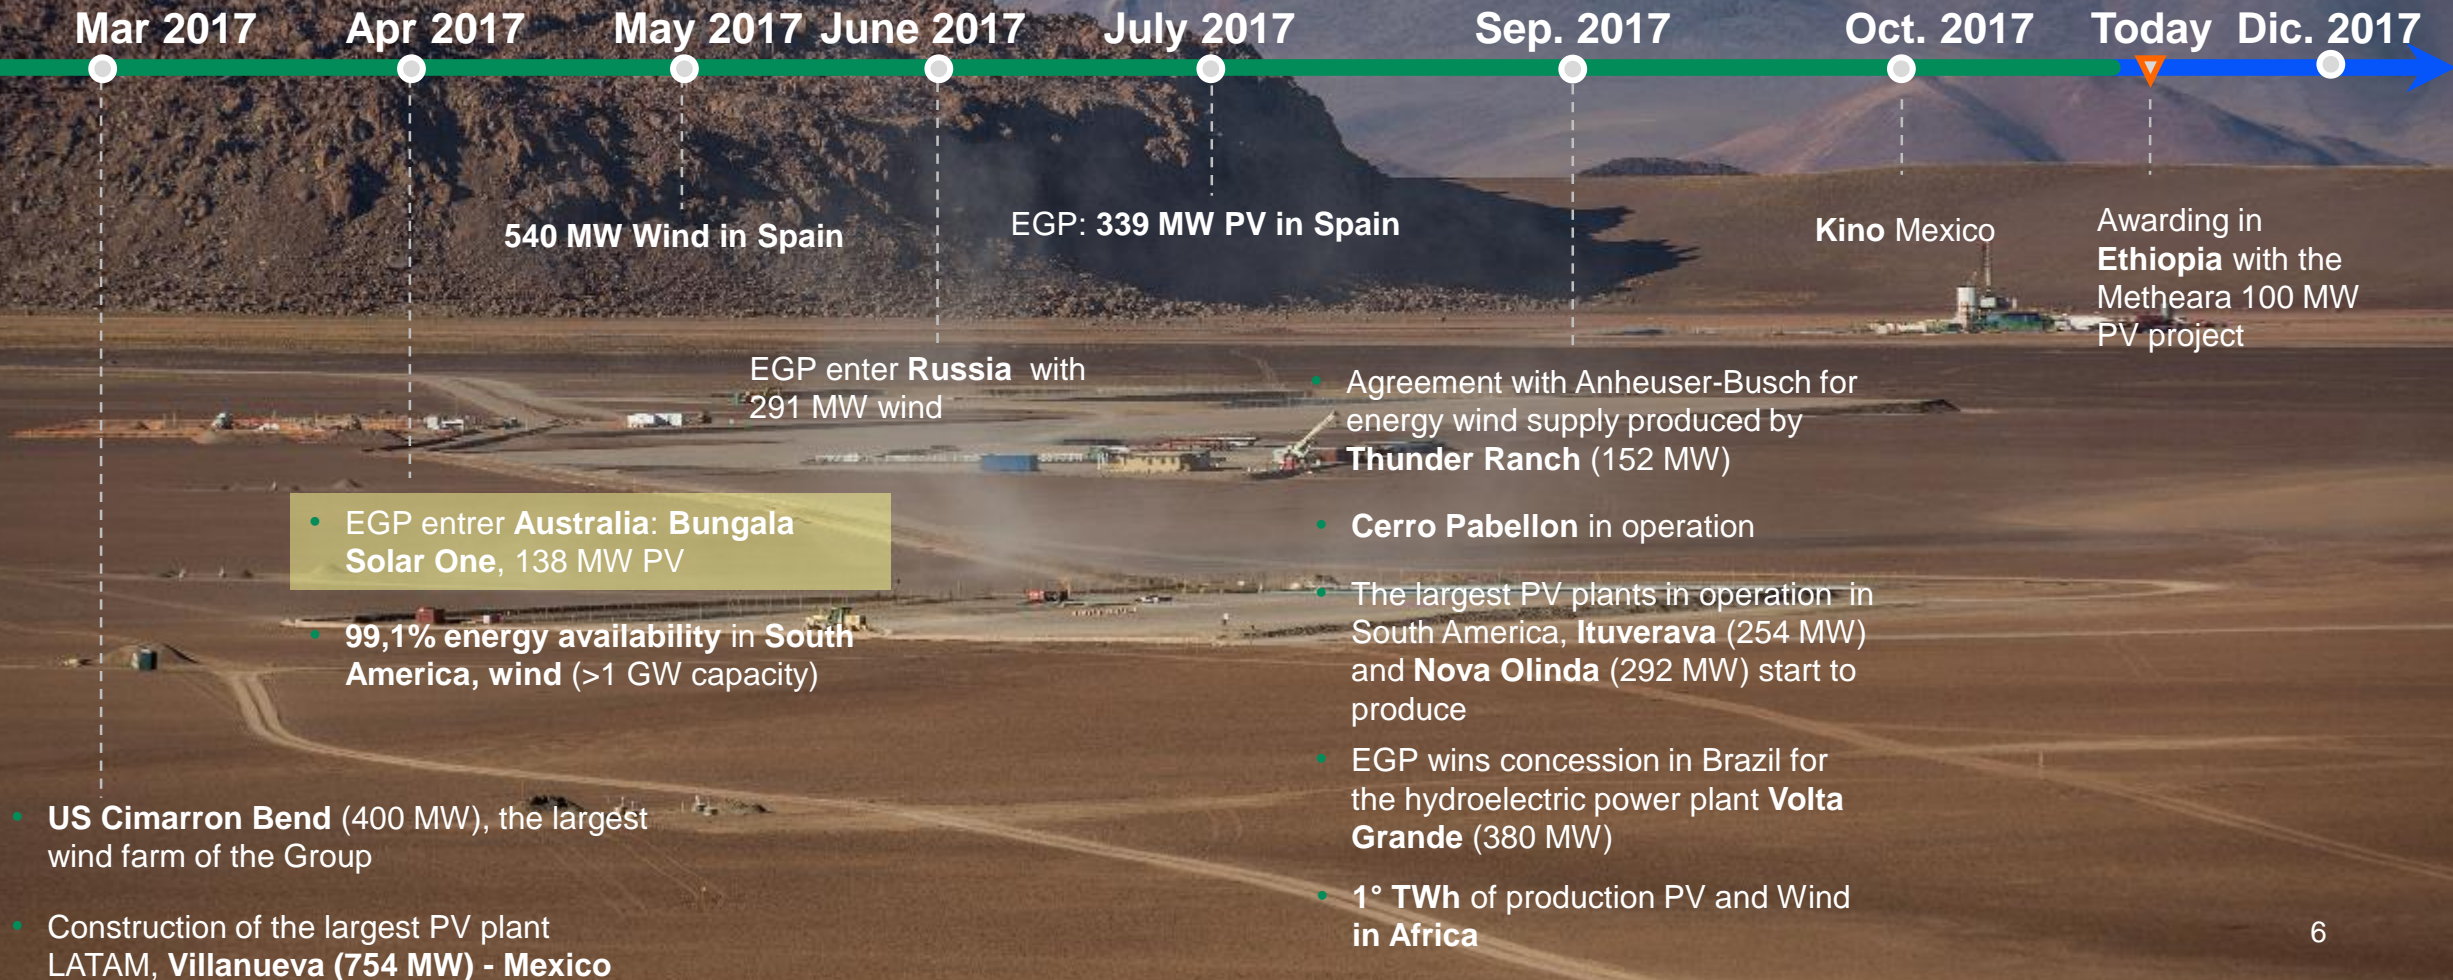 Mar 2017 Apr 2017 May 2017 June 2017 July 2017 Sep. 2017 Oct. 2017 Today Dic. 2017
540 MW Wind in Spain
EGP: 339 MW PV in Spain
Kino Mexico
Awarding in
Ethiopia with the
Metheara 100 MW
PV project
EGP enter Russia with
291 MW wind
• Agreement with Anheuser-Busch for
energy wind supply produced by
Thunder Ranch (152 MW)
• EGP entrer Australia: Bungala
Solar One, 138 MW PV
• 99,1% energy availability in South
America, wind (>1 GW capacity)
• Cerro Pabellon in operation
• The largest PV plants in operation in
South America, Ituverava (254 MW)
and Nova Olinda (292 MW) start to
produce
• EGP wins concession in Brazil for
the hydroelectric power plant Volta
Grande (380 MW)
• 1° TWh of production PV and Wind
in Africa
• US Cimarron Bend (400 MW), the largest
wind farm of the Group
• Construction of the largest PV plant
LATAM, Villanueva (754 MW) - Mexico
6